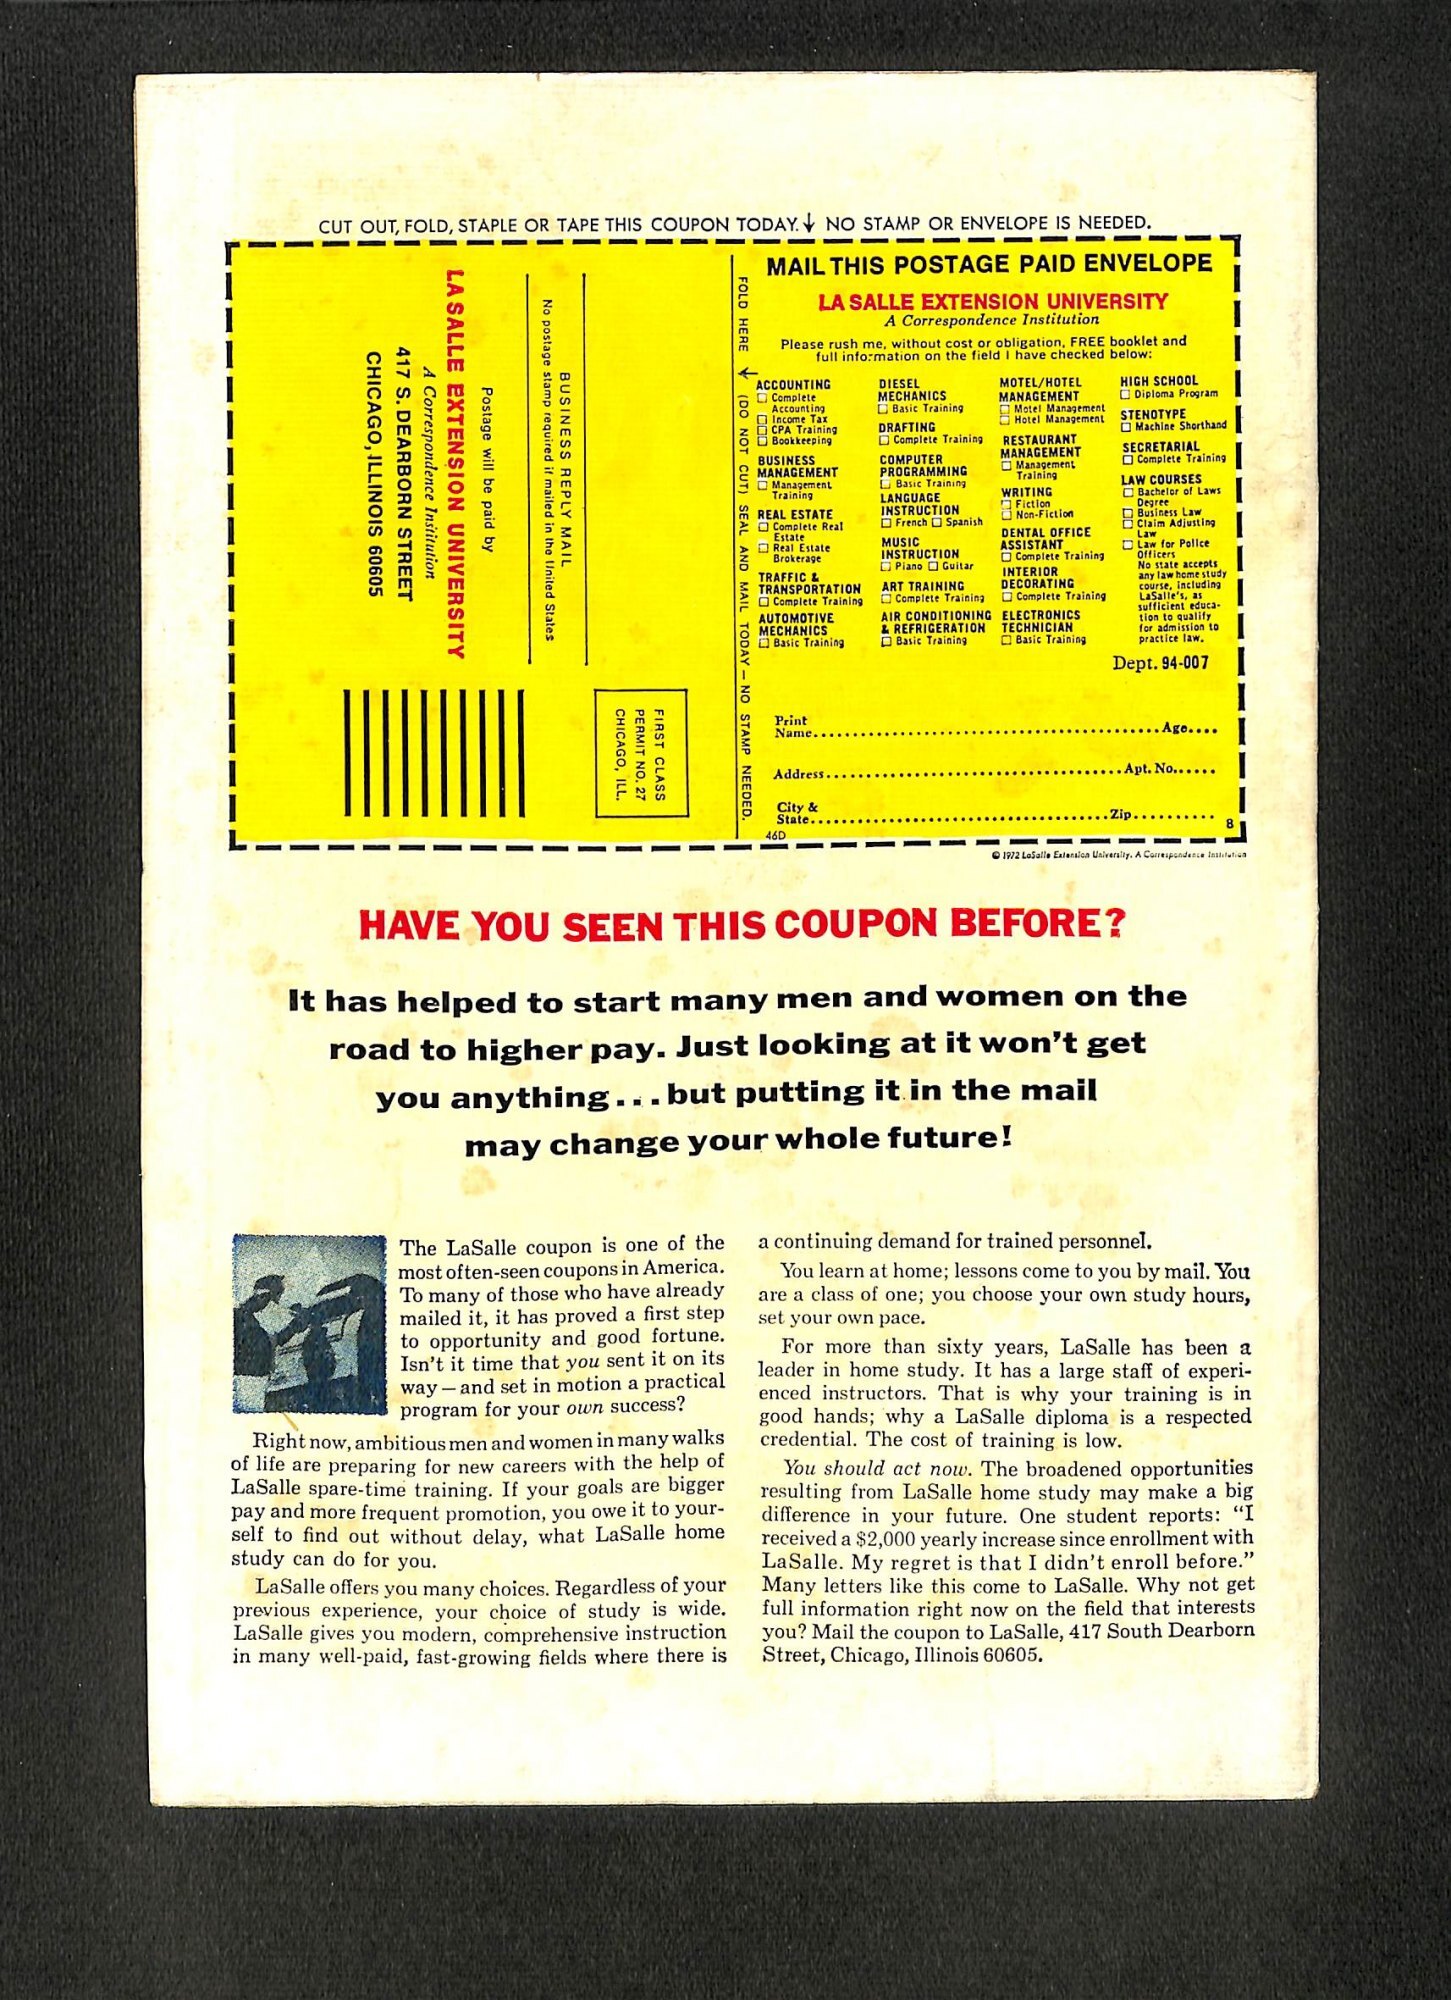 CUT OUT, FOLD, STAPLE OR TAPE THIS COUPON TODAY. ↓ NO STAMP OR ENVELOPE IS NEEDED.
LA SALLE EXTENSION UNIVERSITY
A Correspondence Institution
417 S. DEARBORN STREET
CHICAGO, ILLINOIS 60605
Postage will be paid by
BUSINESS REPLY MAIL
No postage stamp required if mailed in the United States
FIRST CLASS
PERMIT NO. 27
CHICAGO, ILL.
FOLD HERE ↓ (DO NOT CUT) SEAL AND MAIL TODAY — NO STAMP NEEDED.
MAIL THIS POSTAGE PAID ENVELOPE
LA SALLE EXTENSION UNIVERSITY
A Correspondence Institution
Please rush me, without cost or obligation, FREE booklet and
full information on the field I have checked below:
ACCOUNTING
☐ Complete
Accounting
☐ Income Tax
☐ CPA Training
☐ Bookkeeping
BUSINESS
MANAGEMENT
☐ Management
Training
REAL ESTATE
☐ Complete Real
Estate
☐ Real Estate
Brokerage
TRAFFIC &
TRANSPORTATION
☐ Complete Training
AUTOMOTIVE
MECHANICS
☐ Basic Training
DIESEL
MECHANICS
☐ Basic Training
DRAFTING
☐ Complete Training
COMPUTER
PROGRAMMING
☐ Basic Training
LANGUAGE
INSTRUCTION
☐ French ☐ Spanish
MUSIC
INSTRUCTION
☐ Piano ☐ Guitar
ART TRAINING
☐ Complete Training
AIR CONDITIONING
& REFRIGERATION
☐ Basic Training
MOTEL/HOTEL
MANAGEMENT
☐ Motel Management
☐ Hotel Management
RESTAURANT
MANAGEMENT
☐ Management
Training
WRITING
☐ Fiction
☐ Non-Fiction
DENTAL OFFICE
ASSISTANT
☐ Complete Training
INTERIOR
DECORATING
☐ Complete Training
ELECTRONICS
TECHNICIAN
☐ Basic Training
HIGH SCHOOL
☐ Diploma Program
STENOTYPE
☐ Machine Shorthand
SECRETARIAL
☐ Complete Training
LAW COURSES
☐ Bachelor of Laws
Degree
☐ Business Law
☐ Claim Adjusting
Law
☐ Law for Police
Officers
No state accepts
any law home study
course, including
LaSalle's, as
sufficient educa-
tion to qualify
for admission to
practice law.
Dept. 94-007
Print
Name........................................Age....
Address...................................Apt. No......
City &
State.....................................Zip..........
46D
8
© 1972 LaSalle Extension University, A Correspondence Institution
HAVE YOU SEEN THIS COUPON BEFORE?
It has helped to start many men and women on the
road to higher pay. Just looking at it won't get
you anything...but putting it in the mail
may change your whole future!
The LaSalle coupon is one of the
most often-seen coupons in America.
To many of those who have already
mailed it, it has proved a first step
to opportunity and good fortune.
Isn't it time that you sent it on its
way — and set in motion a practical
program for your own success?
Right now, ambitious men and women in many walks
of life are preparing for new careers with the help of
LaSalle spare-time training. If your goals are bigger
pay and more frequent promotion, you owe it to your-
self to find out without delay, what LaSalle home
study can do for you.
LaSalle offers you many choices. Regardless of your
previous experience, your choice of study is wide.
LaSalle gives you modern, comprehensive instruction
in many well-paid, fast-growing fields where there is
a continuing demand for trained personnel.
You learn at home; lessons come to you by mail. You
are a class of one; you choose your own study hours,
set your own pace.
For more than sixty years, LaSalle has been a
leader in home study. It has a large staff of experi-
enced instructors. That is why your training is in
good hands; why a LaSalle diploma is a respected
credential. The cost of training is low.
You should act now. The broadened opportunities
resulting from LaSalle home study may make a big
difference in your future. One student reports: "I
received a $2,000 yearly increase since enrollment with
LaSalle. My regret is that I didn't enroll before."
Many letters like this come to LaSalle. Why not get
full information right now on the field that interests
you? Mail the coupon to LaSalle, 417 South Dearborn
Street, Chicago, Illinois 60605.